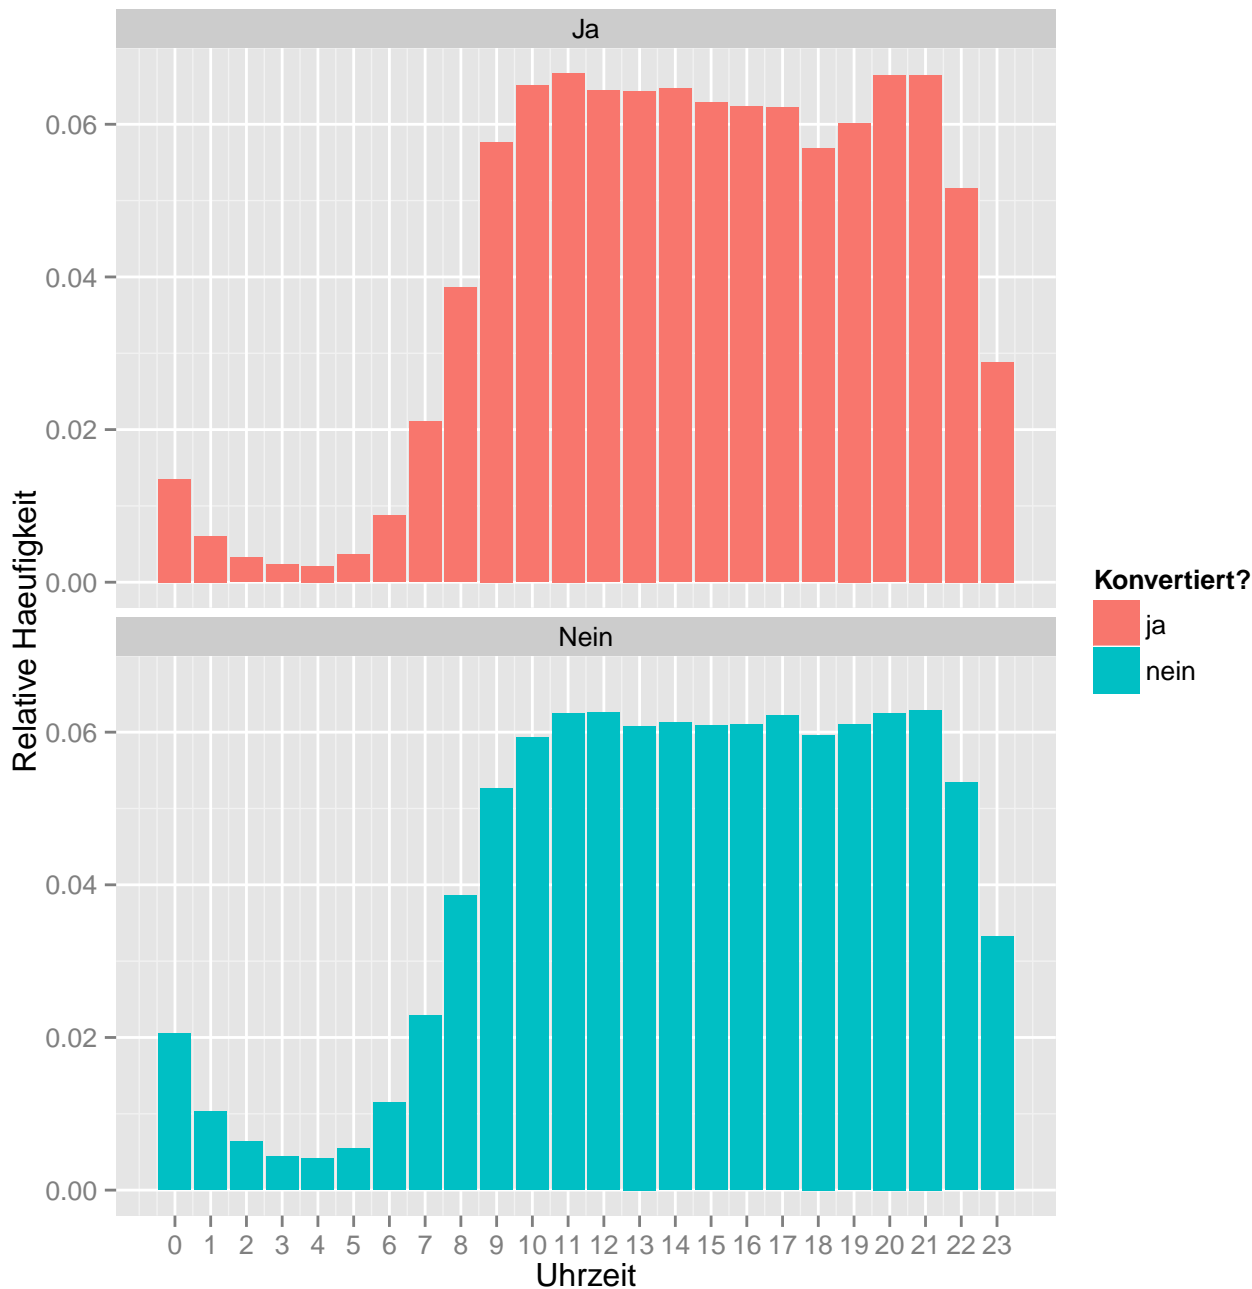 Ja
0.06
0.04
0.02
0.00
Relative Haeufigkeit
Nein
0.06
0.04
0.02
0.00
0 1 2 3 4 5 6 7 8 9 10 11 12 13 14 15 16 17 18 19 20 21 22 23
Uhrzeit
Konvertiert?
ja
nein